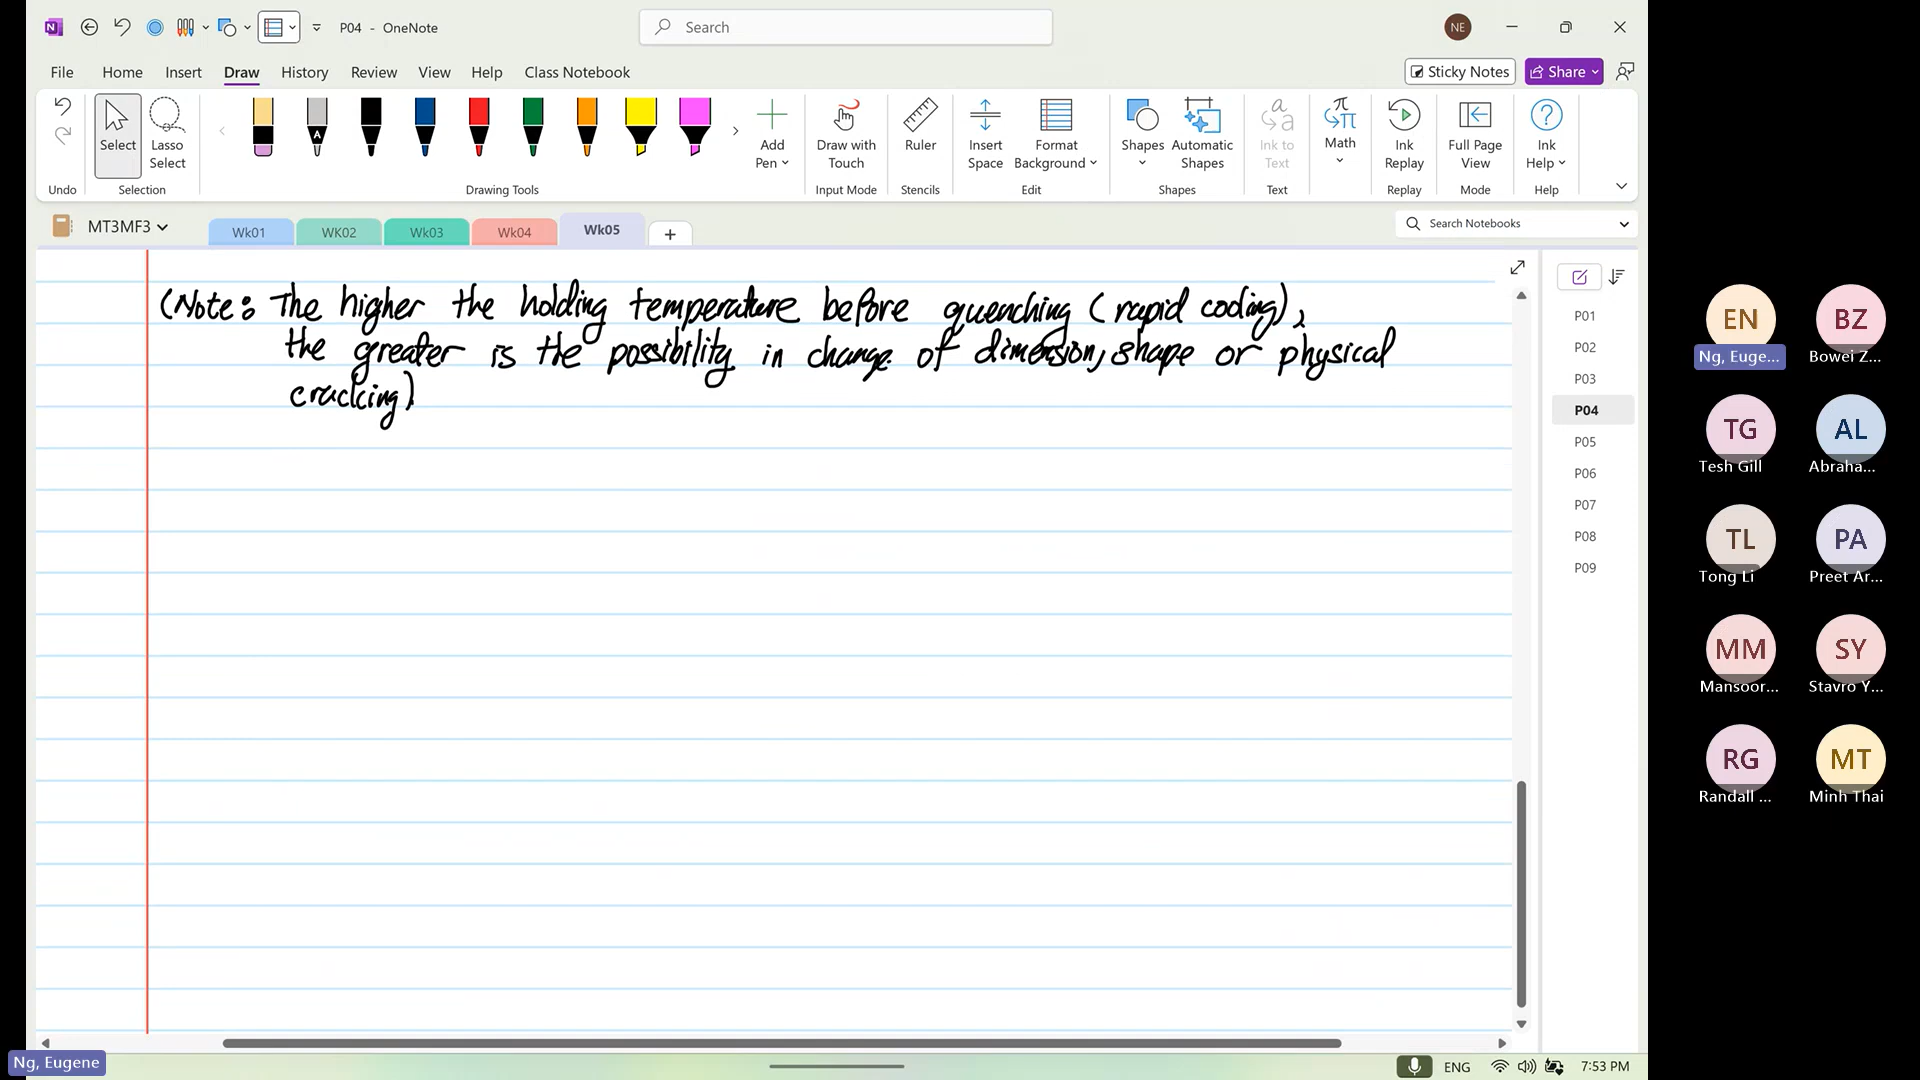 P04 - OneNote
Search
NE
File Home Insert Draw History Review View Help Class Notebook
Sticky Notes
Share
Undo
Select
Lasso Select
Selection
A
Drawing Tools
Add Pen
Draw with Touch
Input Mode
Ruler
Stencils
Insert Space
Format Background
Edit
Shapes
Automatic Shapes
Shapes
Ink to Text
Text
Math
Ink Replay
Replay
Full Page View
Mode
Ink Help
Help
MT3MF3
Wk01 WK02 Wk03 Wk04 Wk05 +
Search Notebooks
(Note: The higher the holding temperature before quenching (rapid cooling),
the greater is the possibility in change of dimension, shape or physical
cracking)
P01
P02
P03
P04
P05
P06
P07
P08
P09
EN BZ
Ng, Euge... Bowei Z...
TG AL
Tesh Gill Abraha...
TL PA
Tong Li Preet Ar...
MM SY
Mansoor... Stavro Y...
RG MT
Randall ... Minh Thai
Ng, Eugene
ENG
7:53 PM